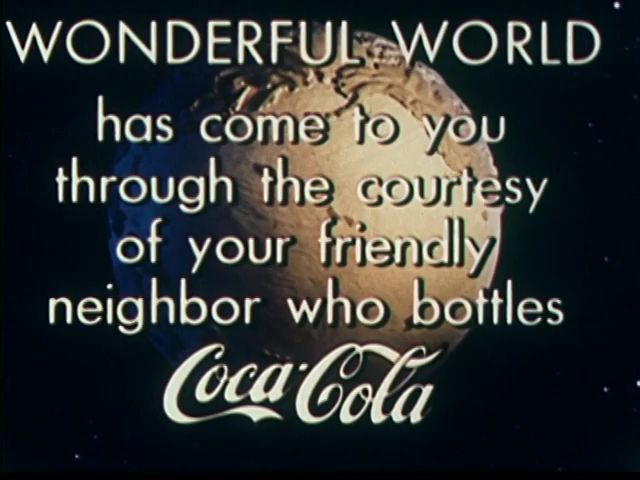 WONDERFUL WORLD
has come to you
through the courtesy
of your friendly
neighbor who bottles
Coca-Cola